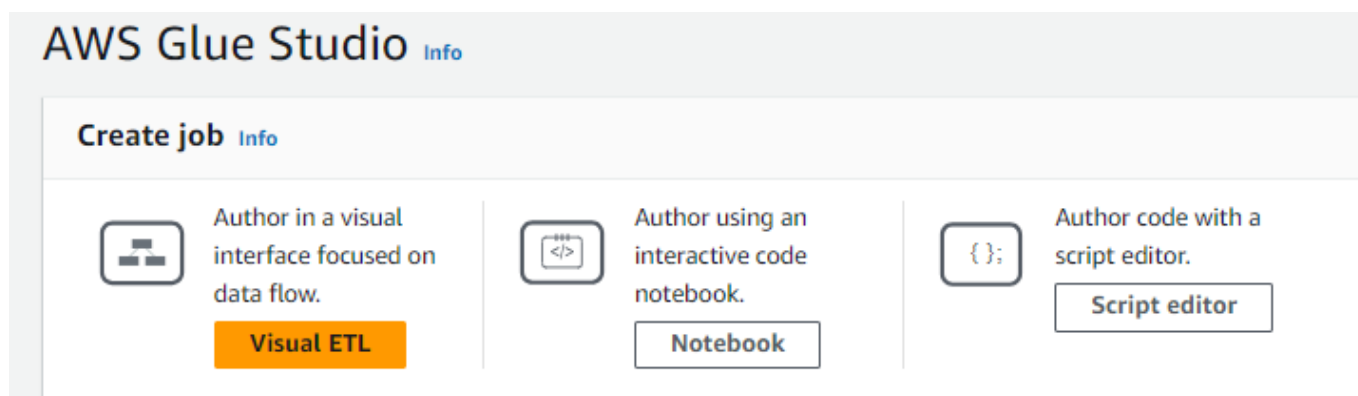 AWS Glue Studio Info
Create job Info
Author in a visual
interface focused on
data flow.
Visual ETL
</>
Author using an
interactive code
notebook.
Notebook
{ };
Author code with a
script editor.
Script editor